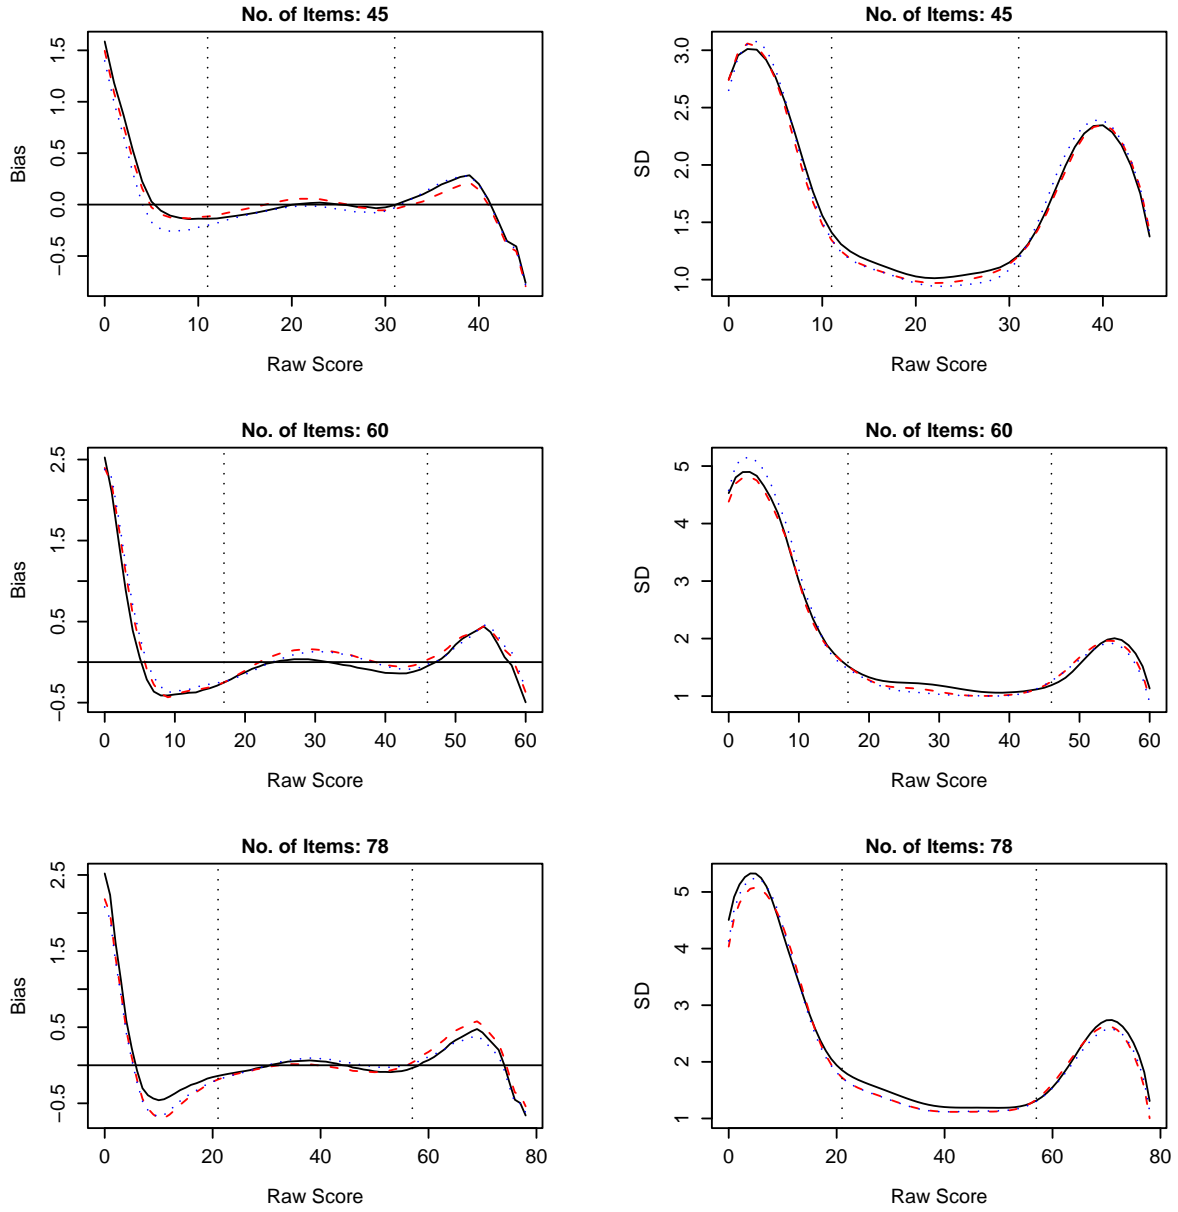 No. of Items: 45
Bias
1.5
1.0
0.5
0.0
−0.5
0 10 20 30 40
Raw Score
No. of Items: 45
SD
3.0
2.5
2.0
1.5
1.0
0 10 20 30 40
Raw Score
No. of Items: 60
Bias
2.5
1.5
0.5
−0.5
0 10 20 30 40 50 60
Raw Score
No. of Items: 60
SD
5
4
3
2
1
0 10 20 30 40 50 60
Raw Score
No. of Items: 78
Bias
2.5
1.5
0.5
−0.5
0 20 40 60 80
Raw Score
No. of Items: 78
SD
5
4
3
2
1
0 20 40 60 80
Raw Score